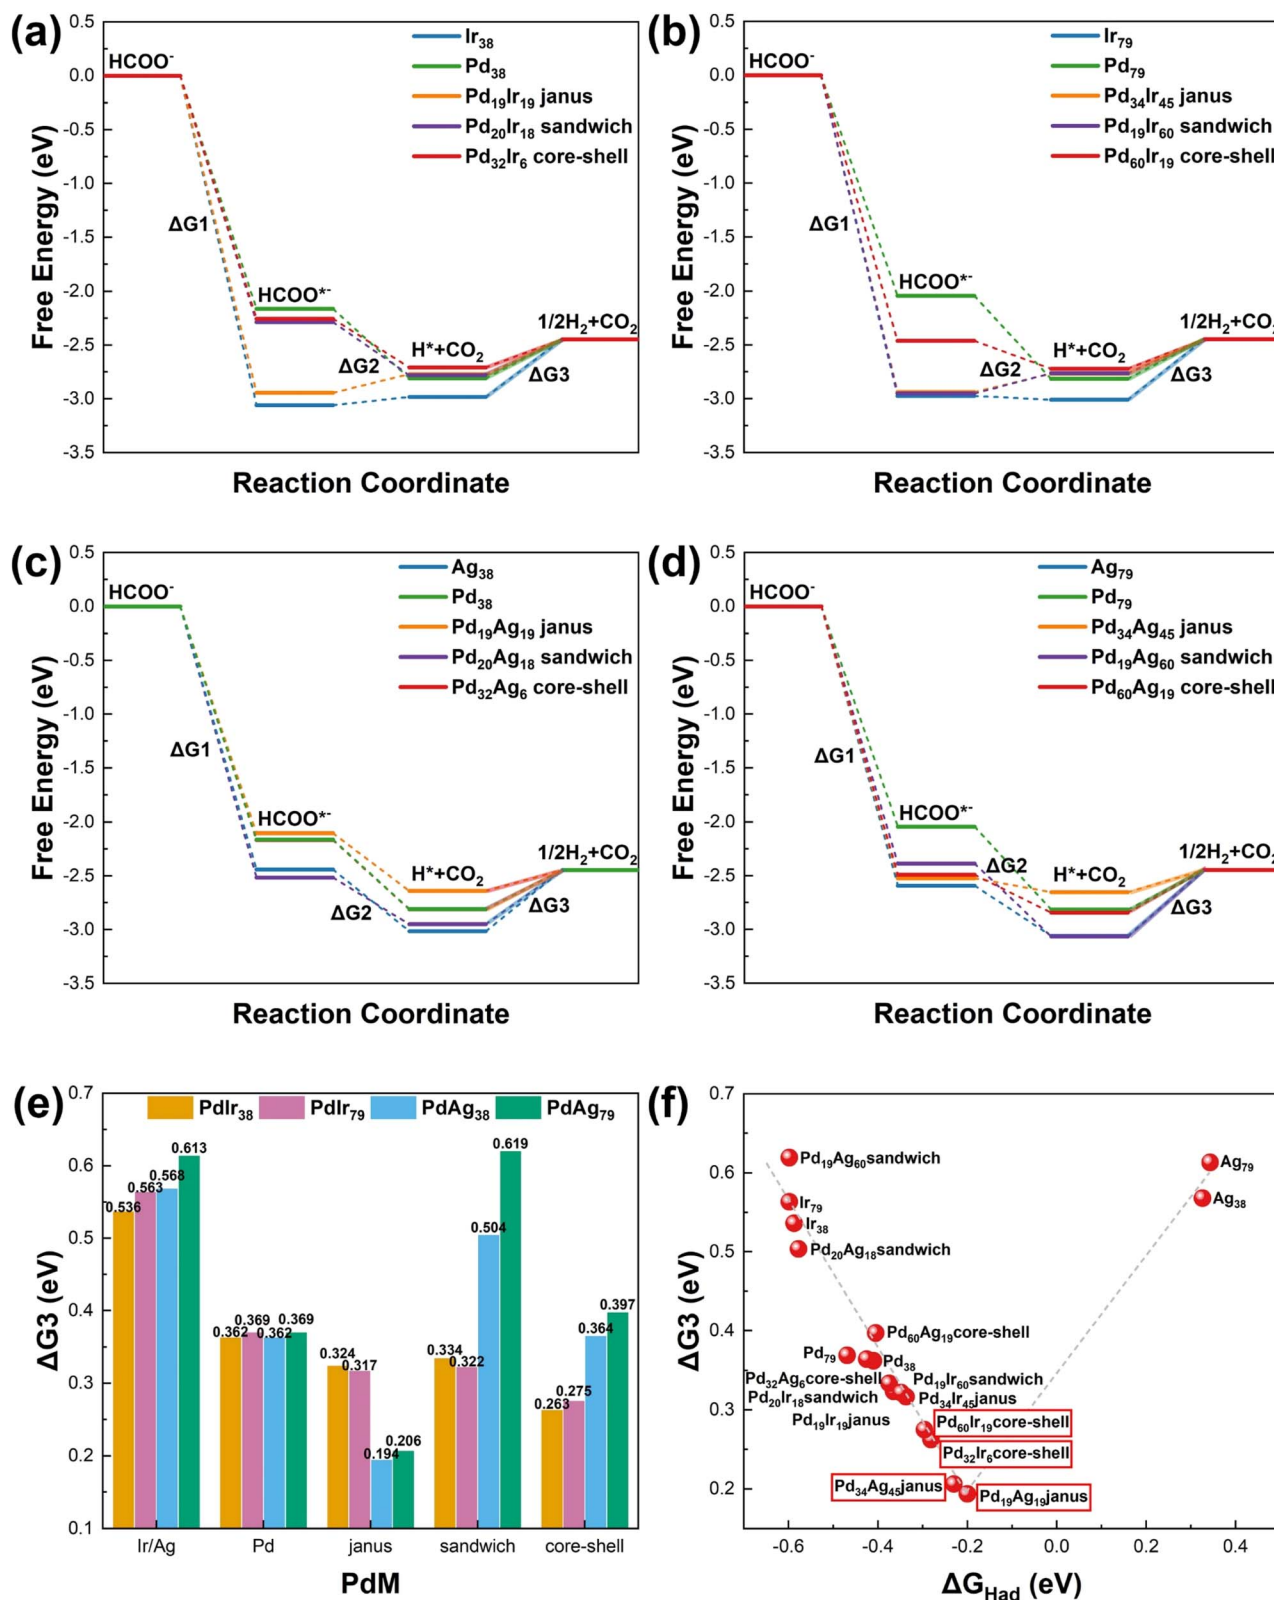 (a)
Ir38
Pd38
Pd19Ir19 janus
Pd20Ir18 sandwich
Pd32Ir6 core-shell
0.5
0.0
-0.5
-1.0
-1.5
-2.0
-2.5
-3.0
-3.5
Free Energy (eV)
HCOO-
ΔG1
HCOO*-
ΔG2
H*+CO2
1/2H2+CO2
ΔG3
Reaction Coordinate
(b)
Ir79
Pd79
Pd34Ir45 janus
Pd19Ir60 sandwich
Pd60Ir19 core-shell
0.5
0.0
-0.5
-1.0
-1.5
-2.0
-2.5
-3.0
-3.5
Free Energy (eV)
HCOO-
ΔG1
HCOO*-
ΔG2
H*+CO2
1/2H2+CO2
ΔG3
Reaction Coordinate
(c)
Ag38
Pd38
Pd19Ag19 janus
Pd20Ag18 sandwich
Pd32Ag6 core-shell
0.5
0.0
-0.5
-1.0
-1.5
-2.0
-2.5
-3.0
-3.5
Free Energy (eV)
HCOO-
ΔG1
HCOO*-
ΔG2
H*+CO2
1/2H2+CO2
ΔG3
Reaction Coordinate
(d)
Ag79
Pd79
Pd34Ag45 janus
Pd19Ag60 sandwich
Pd60Ag19 core-shell
0.5
0.0
-0.5
-1.0
-1.5
-2.0
-2.5
-3.0
-3.5
Free Energy (eV)
HCOO-
ΔG1
HCOO*-
ΔG2
H*+CO2
1/2H2+CO2
ΔG3
Reaction Coordinate
(e)
PdIr38 PdIr79 PdAg38 PdAg79
0.7
0.6
0.5
0.4
0.3
0.2
0.1
ΔG3 (eV)
0.536 0.563 0.568 0.613
0.362 0.369 0.362 0.369
0.324 0.317 0.194 0.206
0.334 0.322 0.504 0.619
0.263 0.275 0.364 0.397
Ir/Ag Pd janus sandwich core-shell
PdM
(f)
0.6
0.5
0.4
0.3
0.2
ΔG3 (eV)
Pd19Ag60sandwich
Ag79
Ir79
Ag38
Ir38
Pd20Ag18sandwich
Pd60Ag19core-shell
Pd79
Pd38
Pd32Ag6core-shell
Pd19Ir60sandwich
Pd20Ir18sandwich
Pd34Ir45janus
Pd19Ir19janus
Pd60Ir19core-shell
Pd32Ir6core-shell
Pd34Ag45janus
Pd19Ag19janus
-0.6 -0.4 -0.2 0.0 0.2 0.4
ΔGHad (eV)